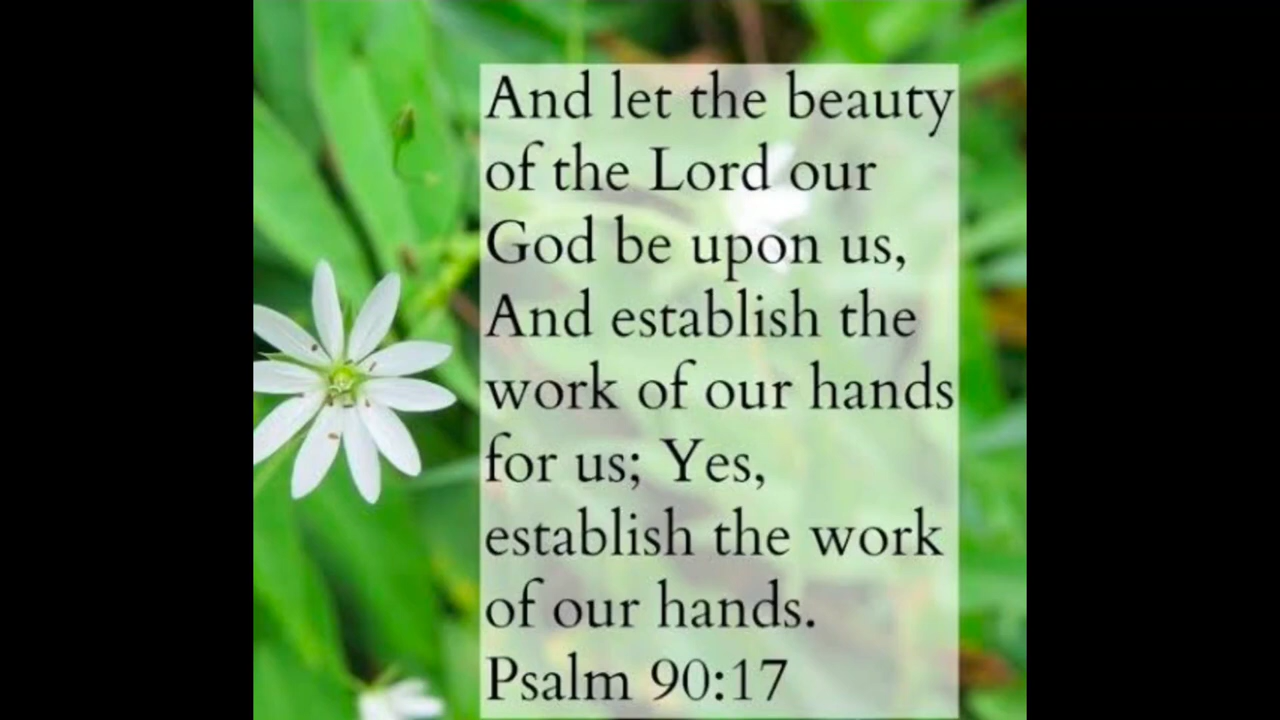 And let the beauty
of the Lord our
God be upon us,
And establish the
work of our hands
for us; Yes,
establish the work
of our hands.
Psalm 90:17